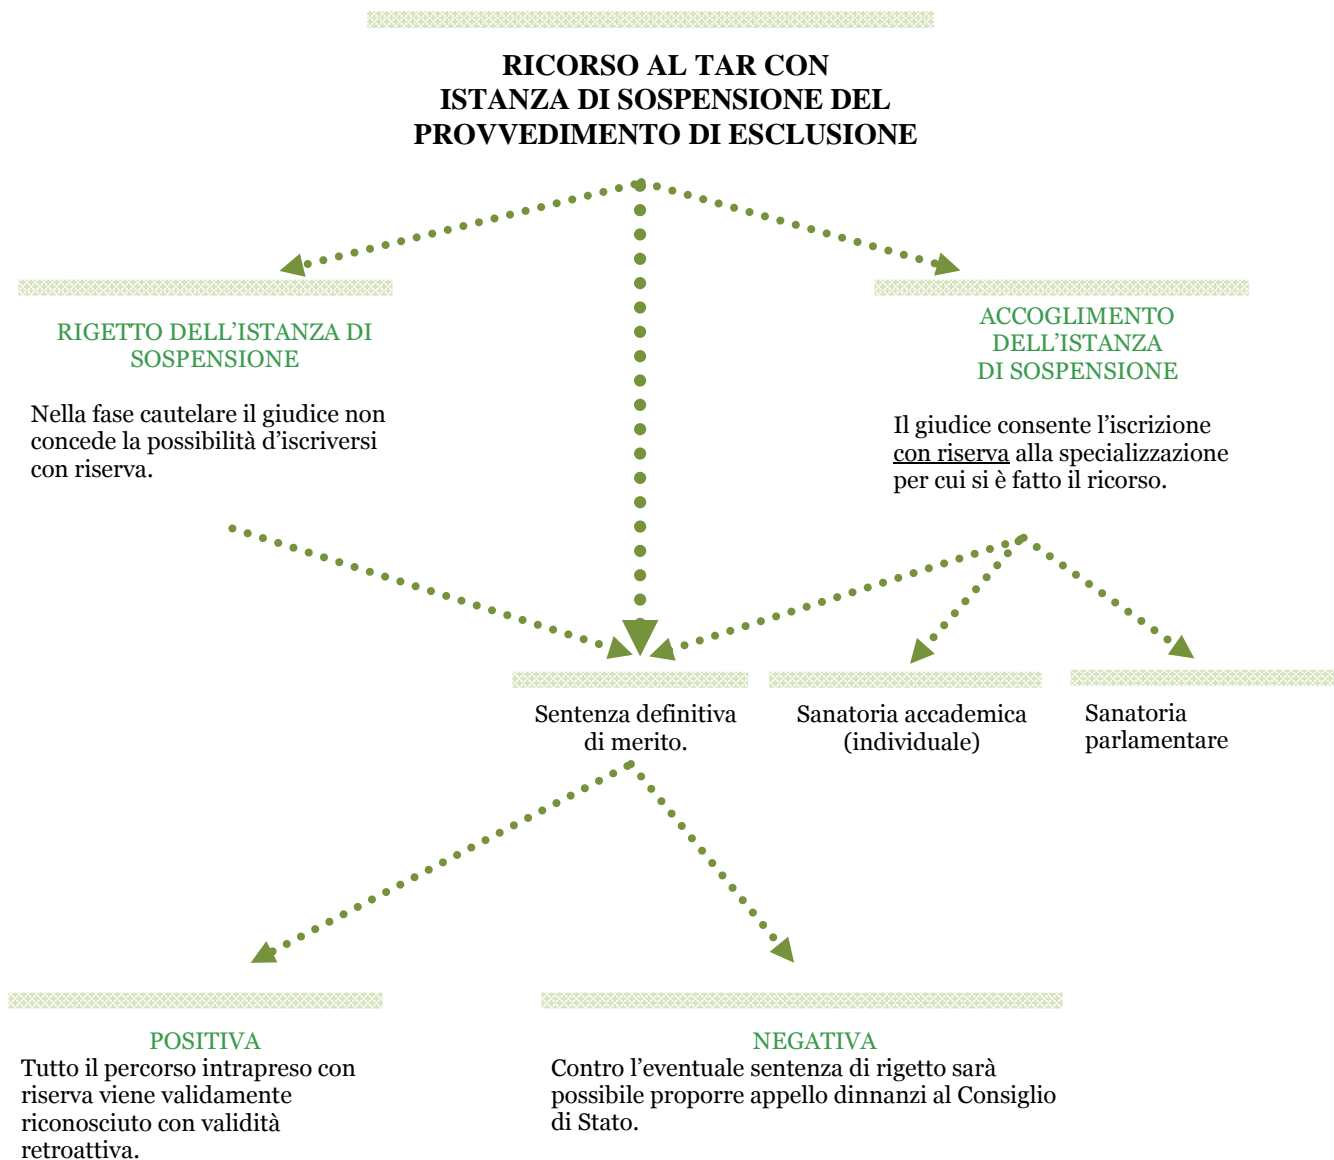 RICORSO AL TAR CON
ISTANZA DI SOSPENSIONE DEL
PROVVEDIMENTO DI ESCLUSIONE
RIGETTO DELL’ISTANZA DI
SOSPENSIONE
Nella fase cautelare il giudice non
concede la possibilità d’iscriversi
con riserva.
ACCOGLIMENTO
DELL’ISTANZA
DI SOSPENSIONE
Il giudice consente l’iscrizione
con riserva alla specializzazione
per cui si è fatto il ricorso.
Sentenza definitiva
di merito.
Sanatoria accademica
(individuale)
Sanatoria
parlamentare
POSITIVA
Tutto il percorso intrapreso con
riserva viene validamente
riconosciuto con validità
retroattiva.
NEGATIVA
Contro l’eventuale sentenza di rigetto sarà
possibile proporre appello dinnanzi al Consiglio
di Stato.